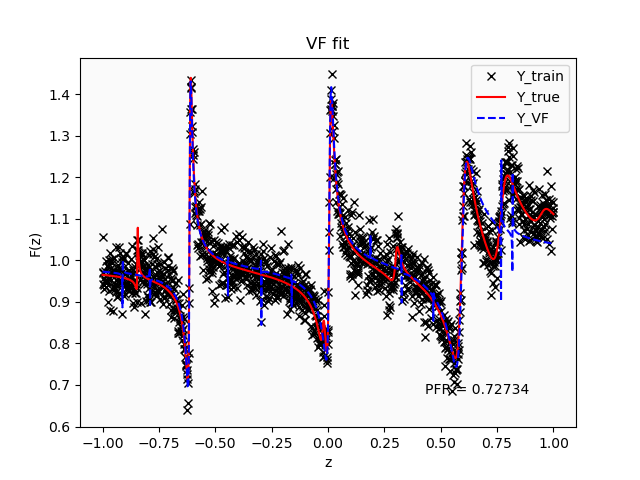 VF fit
Y_train
Y_true
Y_VF
F(z)
1.4
1.3
1.2
1.1
1.0
0.9
0.8
0.7
0.6
PFR = 0.72734
−1.00 −0.75 −0.50 −0.25 0.00 0.25 0.50 0.75 1.00
z